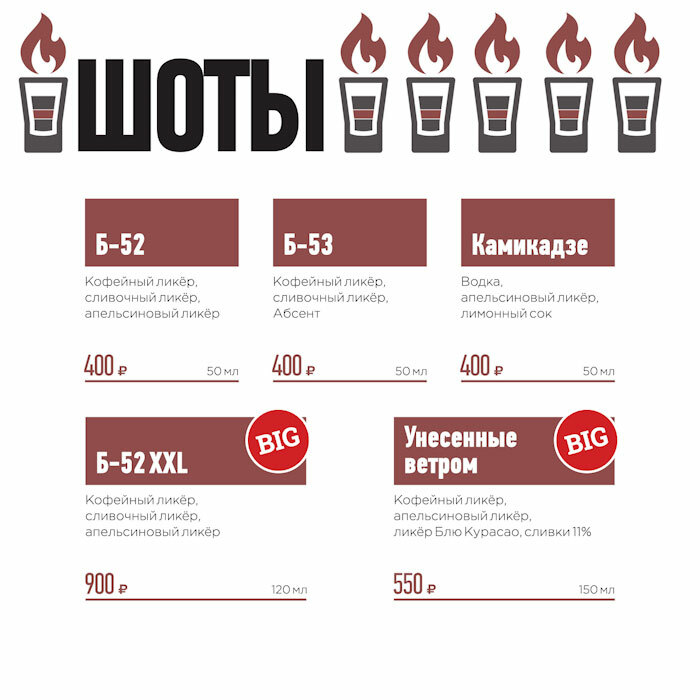 ШОТЫ
Б-52
Кофейный ликёр,
сливочный ликёр,
апельсиновый ликёр
400 ₽
50 мл
Б-53
Кофейный ликёр,
сливочный ликёр,
Абсент
400 ₽
50 мл
Камикадзе
Водка,
апельсиновый ликёр,
лимонный сок
400 ₽
50 мл
Б-52 XXL
BIG
Кофейный ликёр,
сливочный ликёр,
апельсиновый ликёр
900 ₽
120 мл
Унесенные
ветром
BIG
Кофейный ликёр,
апельсиновый ликёр,
ликёр Блю Курасао, сливки 11%
550 ₽
150 мл